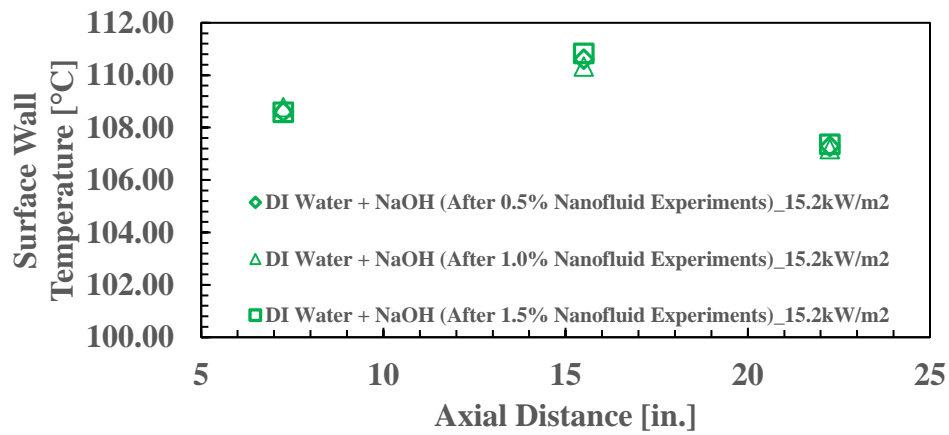 112.00
110.00
108.00
106.00
104.00
102.00
100.00
Surface Wall
Temperature [°C]
DI Water + NaOH (After 0.5% Nanofluid Experiments)_15.2kW/m2
DI Water + NaOH (After 1.0% Nanofluid Experiments)_15.2kW/m2
DI Water + NaOH (After 1.5% Nanofluid Experiments)_15.2kW/m2
5 10 15 20 25
Axial Distance [in.]